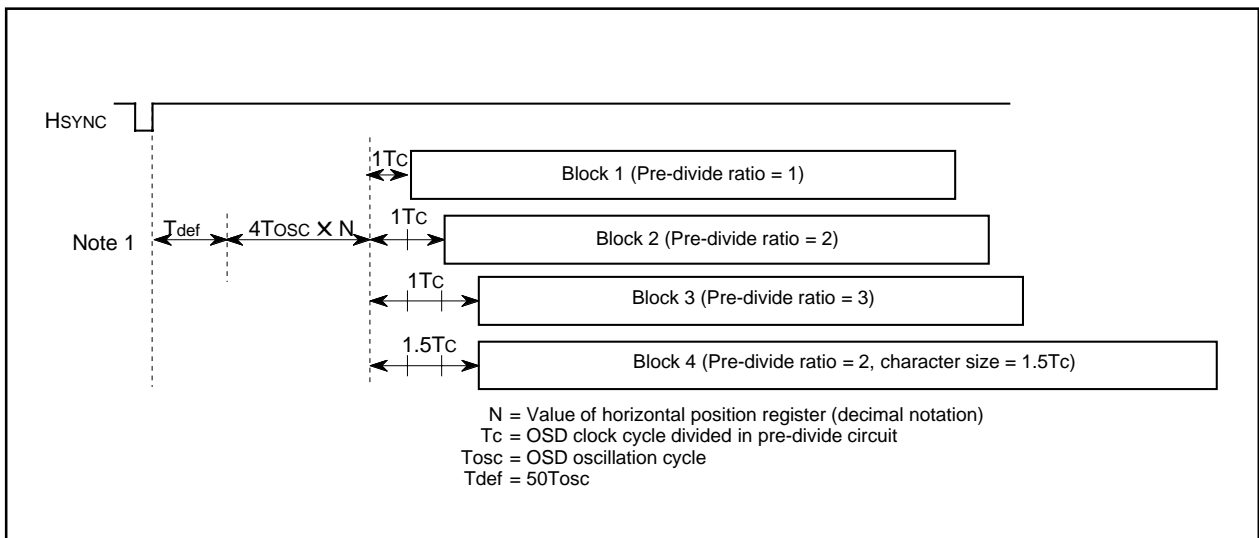 HSYNC
1TC
Block 1 (Pre-divide ratio = 1)
Note 1
Tdef
4TOSC X N
1TC
Block 2 (Pre-divide ratio = 2)
1TC
Block 3 (Pre-divide ratio = 3)
1.5TC
Block 4 (Pre-divide ratio = 2, character size = 1.5Tc)
N = Value of horizontal position register (decimal notation)
Tc = OSD clock cycle divided in pre-divide circuit
Tosc = OSD oscillation cycle
Tdef = 50Tosc